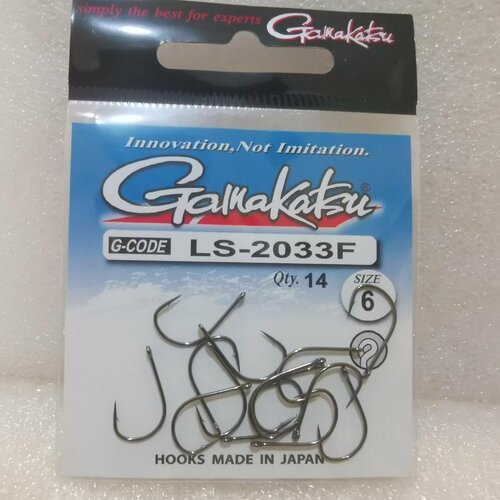 simply the best for experts
Gamakatsu
Innovation, Not Imitation.
Gamakatsu®
G-CODE LS-2033F
Qty. 14 SIZE
6
HOOKS MADE IN JAPAN